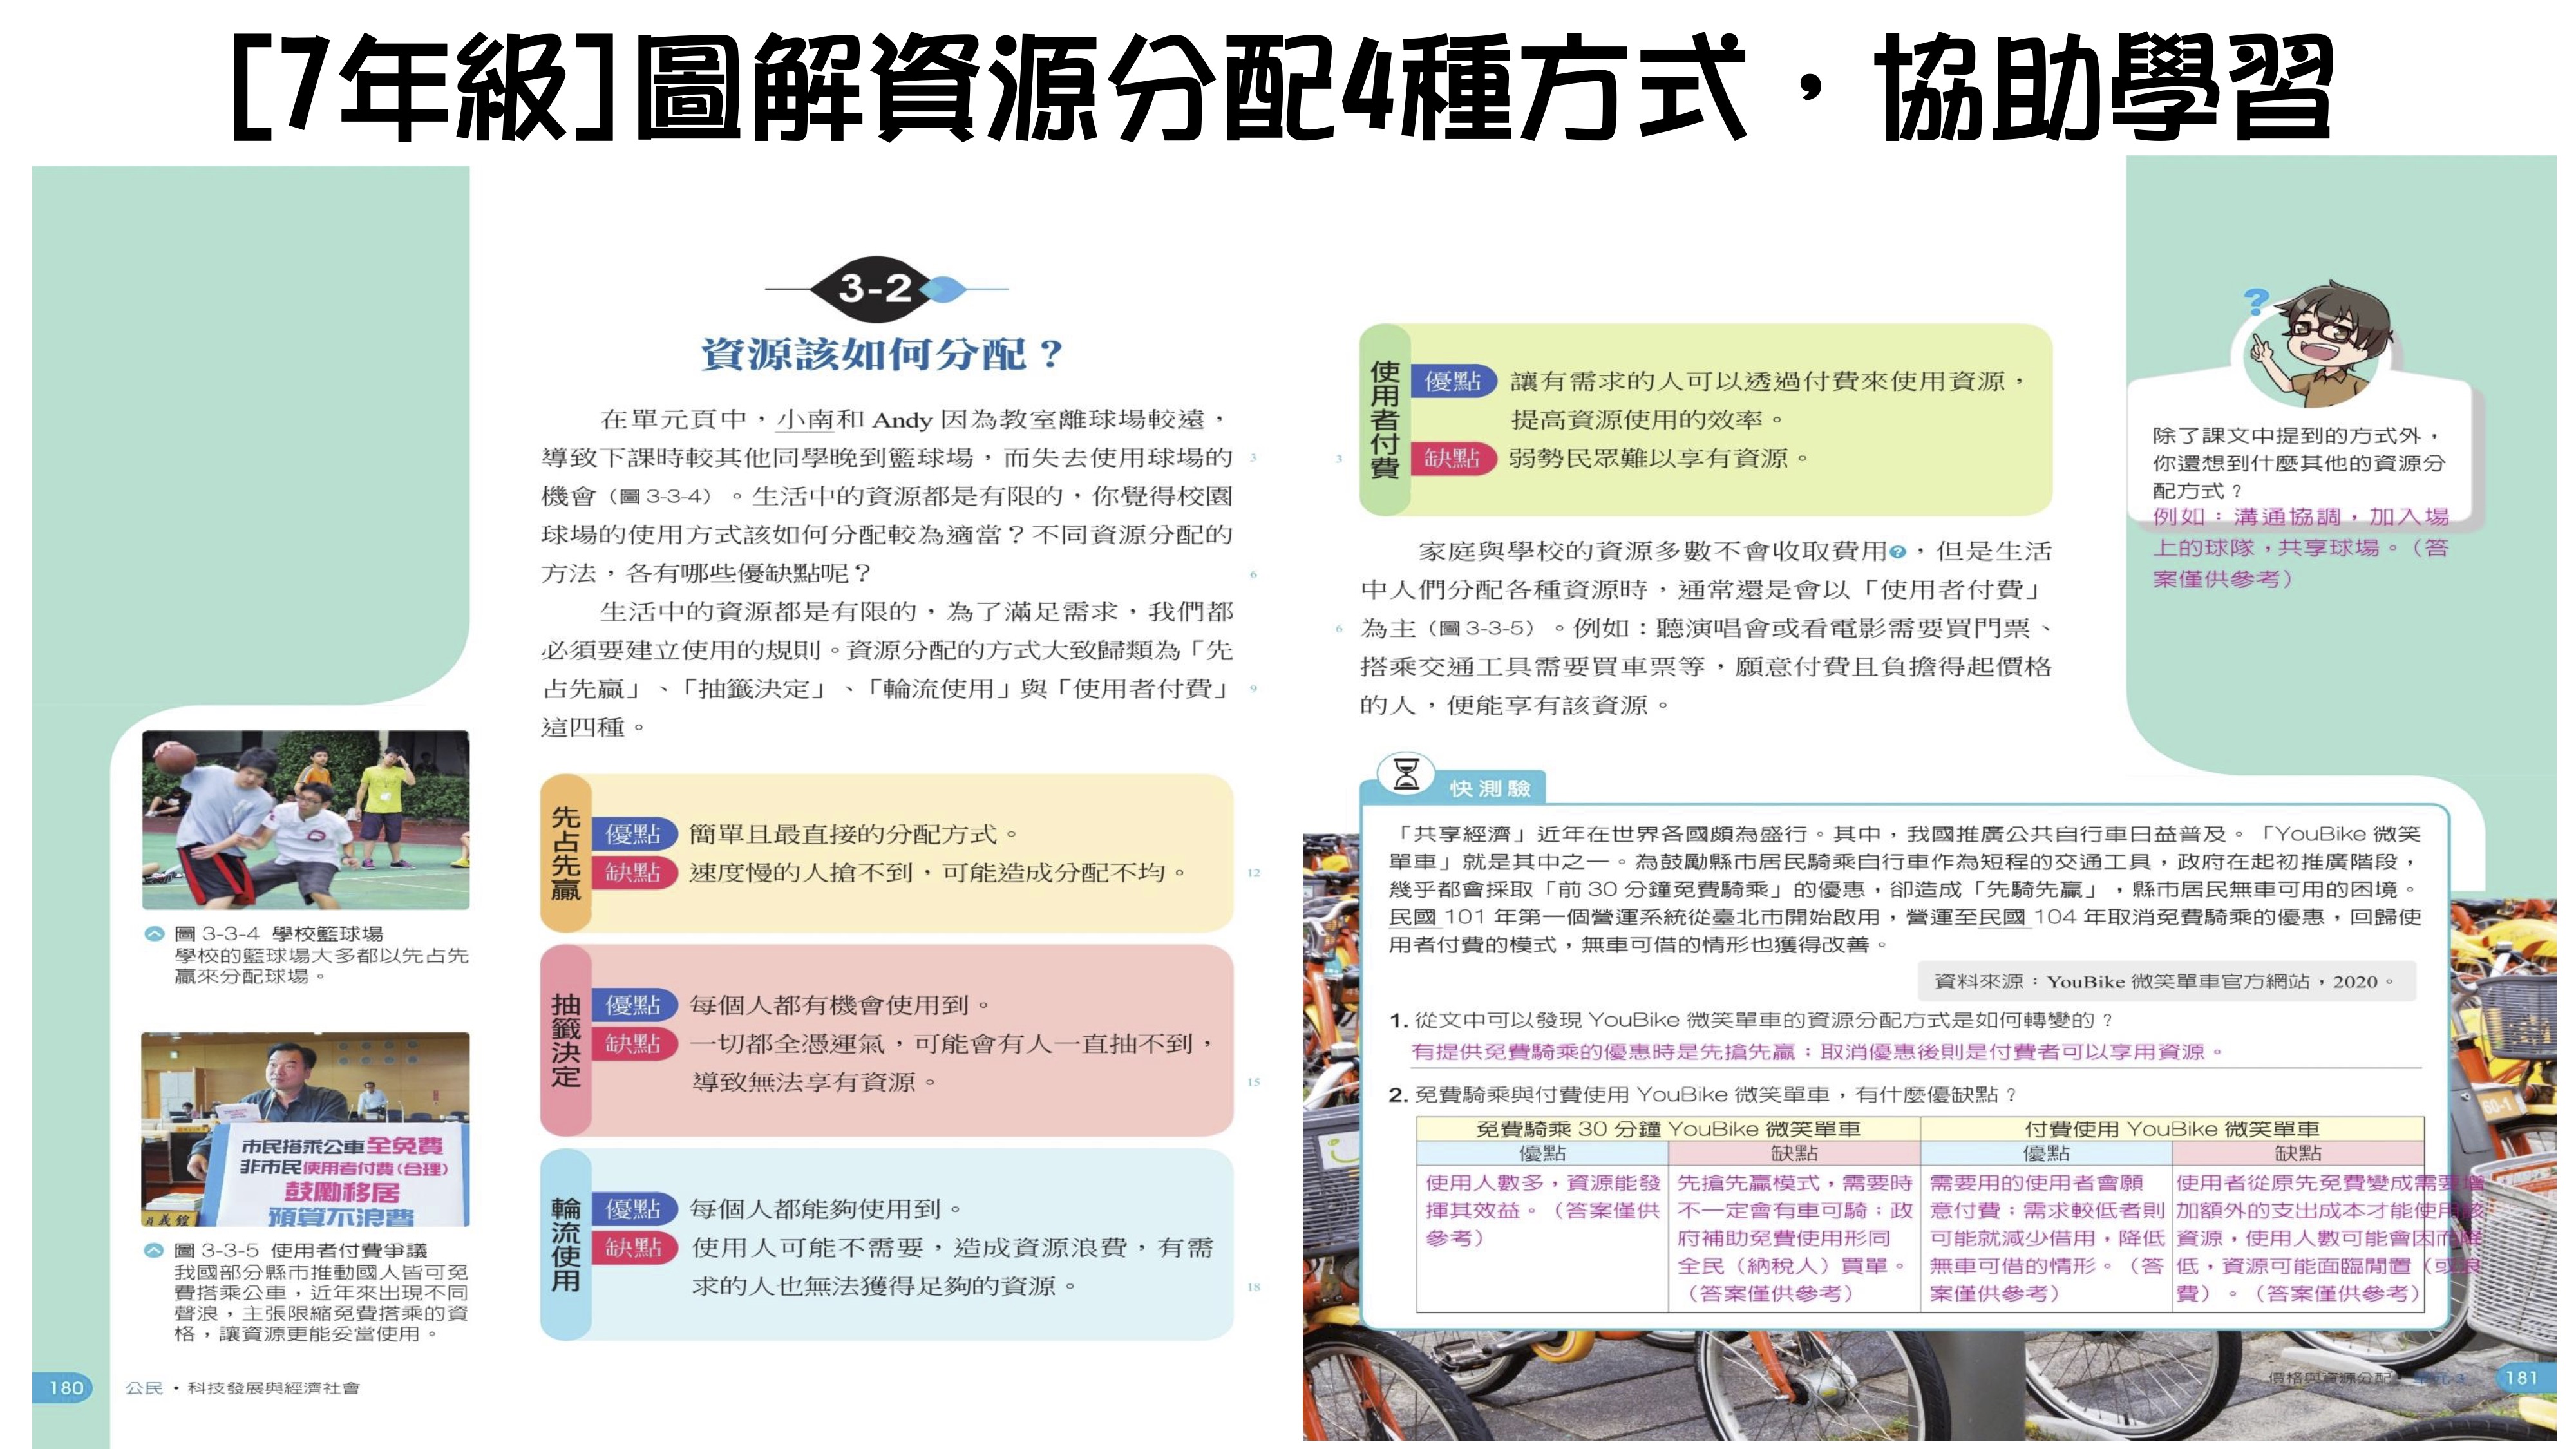 [7年級]圖解資源分配4種方式，協助學習
3-2
資源該如何分配？
在單元頁中，小南和 Andy 因為教室離球場較遠，
導致下課時較其他同學晚到籃球場，而失去使用球場的
機會（圖 3-3-4）。生活中的資源都是有限的，你覺得校園
球場的使用方式該如何分配較為適當？不同資源分配的
方法，各有哪些優缺點呢？
生活中的資源都是有限的，為了滿足需求，我們都
必須要建立使用的規則。資源分配的方式大致歸類為「先
占先贏」、「抽籤決定」、「輪流使用」與「使用者付費」
這四種。
3
6
9
12
15
18
先占先贏
優點 簡單且最直接的分配方式。
缺點 速度慢的人搶不到，可能造成分配不均。
抽籤決定
優點 每個人都有機會使用到。
缺點 一切都全憑運氣，可能會有人一直抽不到，
導致無法享有資源。
輪流使用
優點 每個人都能夠使用到。
缺點 使用人可能不需要，造成資源浪費，有需
求的人也無法獲得足夠的資源。
圖 3-3-4 學校籃球場
學校的籃球場大多都以先占先
贏來分配球場。
市民搭乘公車全免費
非市民使用者付費(合理)
鼓勵移居
預算不浪費
圖 3-3-5 使用者付費爭議
我國部分縣市推動國人皆可免
費搭乘公車，近年來出現不同
聲浪，主張限縮免費搭乘的資
格，讓資源更能妥當使用。
180 公民・科技發展與經濟社會
使用者付費
優點 讓有需求的人可以透過付費來使用資源，
提高資源使用的效率。
缺點 弱勢民眾難以享有資源。
3
6
家庭與學校的資源多數不會收取費用?，但是生活
中人們分配各種資源時，通常還是會以「使用者付費」
為主（圖 3-3-5）。例如：聽演唱會或看電影需要買門票、
搭乘交通工具需要買車票等，願意付費且負擔得起價格
的人，便能享有該資源。
?
除了課文中提到的方式外，
你還想到什麼其他的資源分
配方式？
例如：溝通協調，加入場
上的球隊，共享球場。（答
案僅供參考）
快測驗
「共享經濟」近年在世界各國頗為盛行。其中，我國推廣公共自行車日益普及。「YouBike 微笑
單車」就是其中之一。為鼓勵縣市居民騎乘自行車作為短程的交通工具，政府在起初推廣階段，
幾乎都會採取「前 30 分鐘免費騎乘」的優惠，卻造成「先騎先贏」，縣市居民無車可用的困境。
民國 101 年第一個營運系統從臺北市開始啟用，營運至民國 104 年取消免費騎乘的優惠，回歸使
用者付費的模式，無車可借的情形也獲得改善。
資料來源：YouBike 微笑單車官方網站，2020。
1. 從文中可以發現 YouBike 微笑單車的資源分配方式是如何轉變的？
有提供免費騎乘的優惠時是先搶先贏；取消優惠後則是付費者可以享用資源。
2. 免費騎乘與付費使用 YouBike 微笑單車，有什麼優缺點？
免費騎乘 30 分鐘 YouBike 微笑單車
付費使用 YouBike 微笑單車
優點
缺點
優點
缺點
使用人數多，資源能發
揮其效益。（答案僅供
參考）
先搶先贏模式，需要時
不一定會有車可騎；政
府補助免費使用形同
全民（納稅人）買單。
（答案僅供參考）
需要用的使用者會願
意付費；需求較低者則
可能就減少借用，降低
無車可借的情形。（答
案僅供參考）
使用者從原先免費變成需要增
加額外的支出成本才能使用該
資源，使用人數可能會因而降
低，資源可能面臨閒置（或浪
費）。（答案僅供參考）
60-1
價格與資源分配 單元 3 181